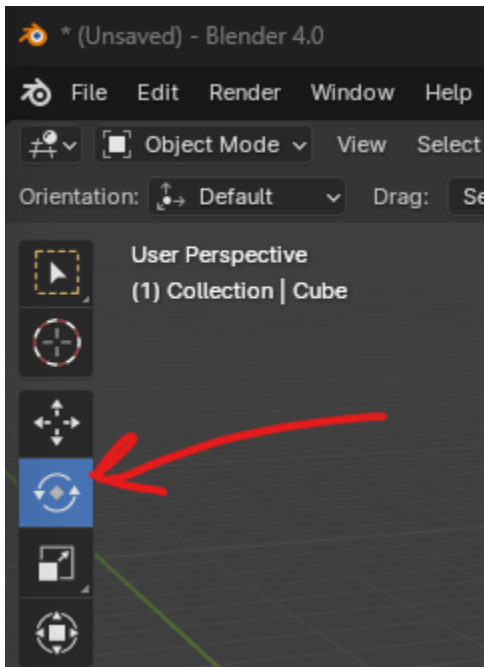 * (Unsaved) - Blender 4.0
File Edit Render Window Help
Object Mode View Select
Orientation: Default Drag: Se
User Perspective
(1) Collection | Cube